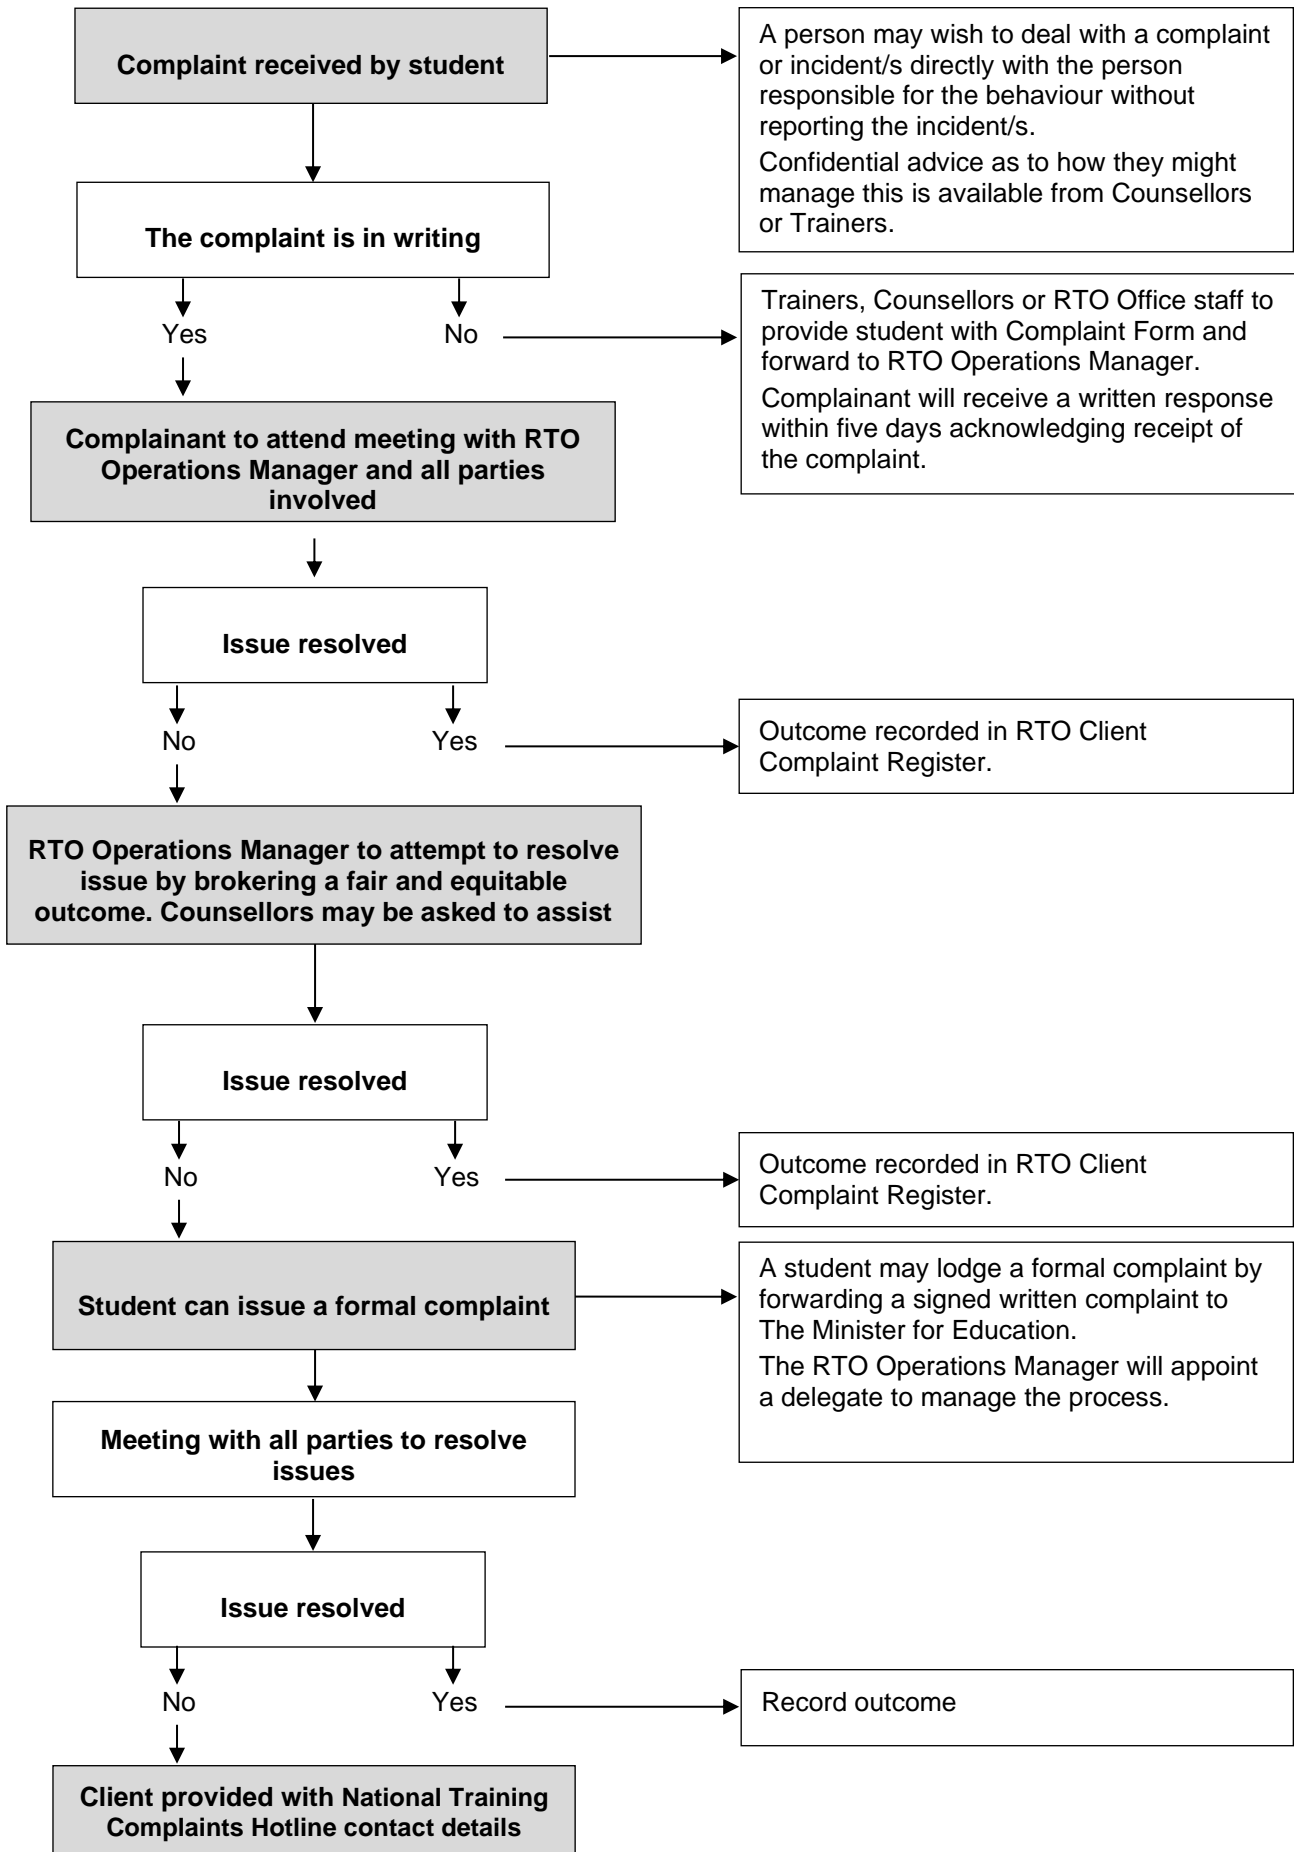 Complaint received by student
A person may wish to deal with a complaint
or incident/s directly with the person
responsible for the behaviour without
reporting the incident/s.
Confidential advice as to how they might
manage this is available from Counsellors
or Trainers.
The complaint is in writing
Yes
No
Trainers, Counsellors or RTO Office staff to
provide student with Complaint Form and
forward to RTO Operations Manager.
Complainant will receive a written response
within five days acknowledging receipt of
the complaint.
Complainant to attend meeting with RTO
Operations Manager and all parties
involved
Issue resolved
No
Yes
Outcome recorded in RTO Client
Complaint Register.
RTO Operations Manager to attempt to resolve
issue by brokering a fair and equitable
outcome. Counsellors may be asked to assist
Issue resolved
No
Yes
Outcome recorded in RTO Client
Complaint Register.
Student can issue a formal complaint
A student may lodge a formal complaint by
forwarding a signed written complaint to
The Minister for Education.
The RTO Operations Manager will appoint
a delegate to manage the process.
Meeting with all parties to resolve
issues
Issue resolved
No
Yes
Record outcome
Client provided with National Training
Complaints Hotline contact details